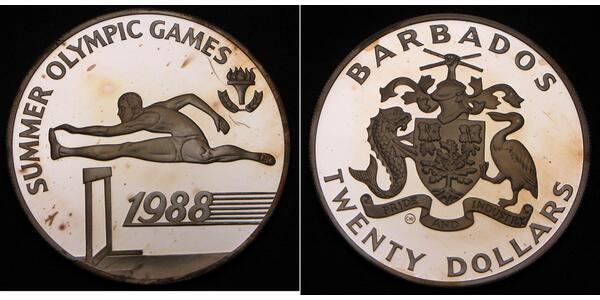 SUMMER OLYMPIC GAMES
1988
BARBADOS
PRIDE AND INDUSTRY
TWENTY DOLLARS